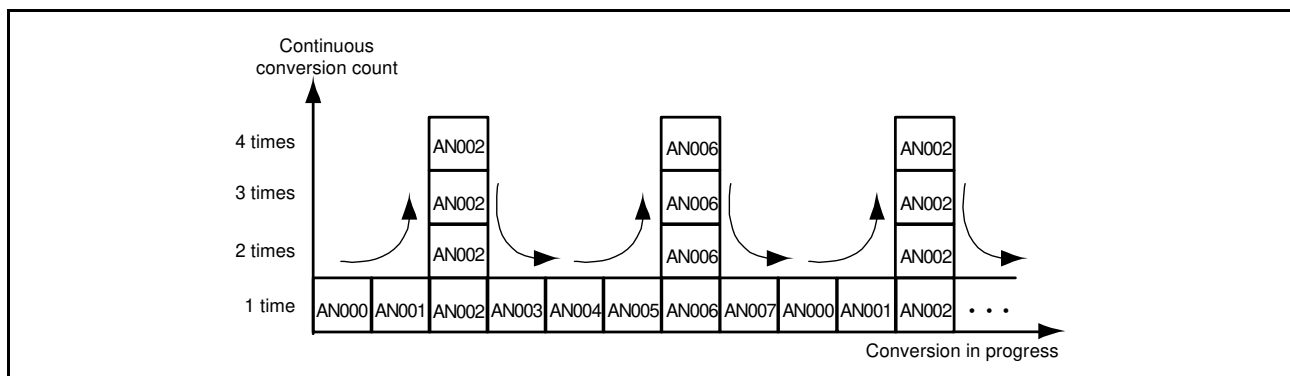 Continuous
conversion count
4 times
AN002
AN006
AN002
3 times
AN002
AN006
AN002
2 times
AN002
AN006
AN002
1 time
AN000
AN001
AN002
AN003
AN004
AN005
AN006
AN007
AN000
AN001
AN002
• • •
Conversion in progress